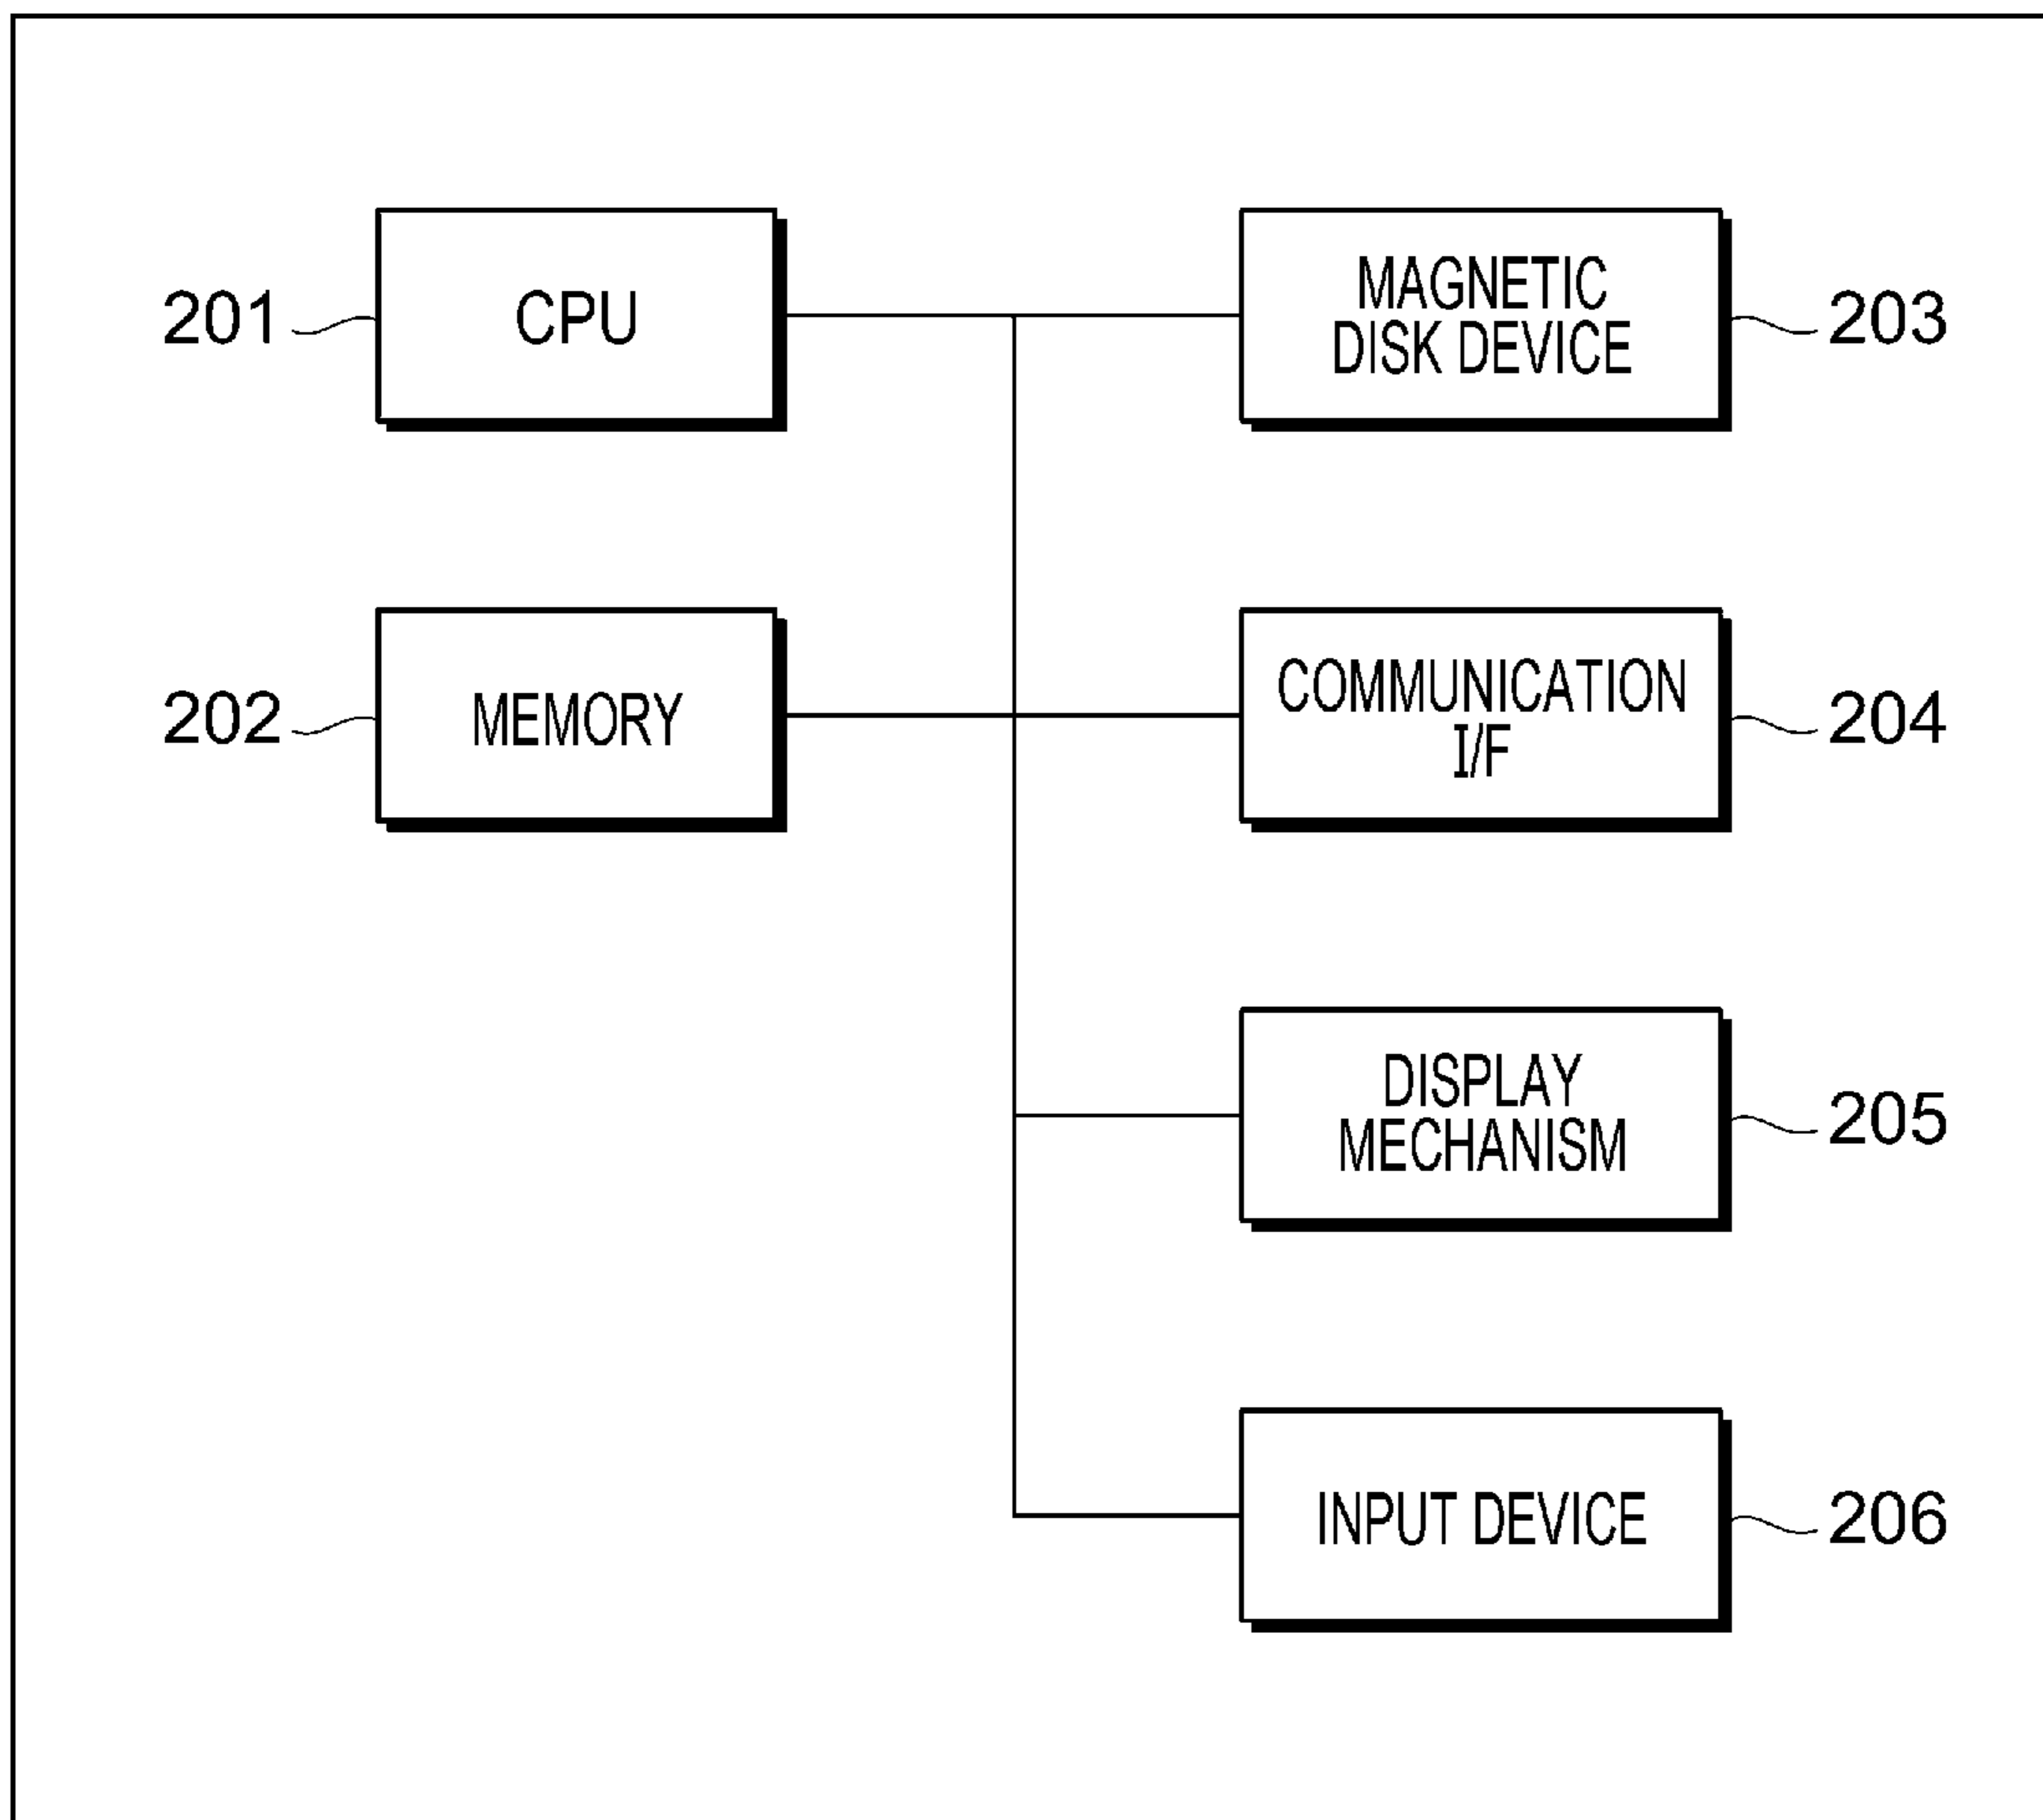 201
CPU
MAGNETIC
DISK DEVICE
203
202
MEMORY
COMMUNICATION
I/F
204
DISPLAY
MECHANISM
205
INPUT DEVICE
206